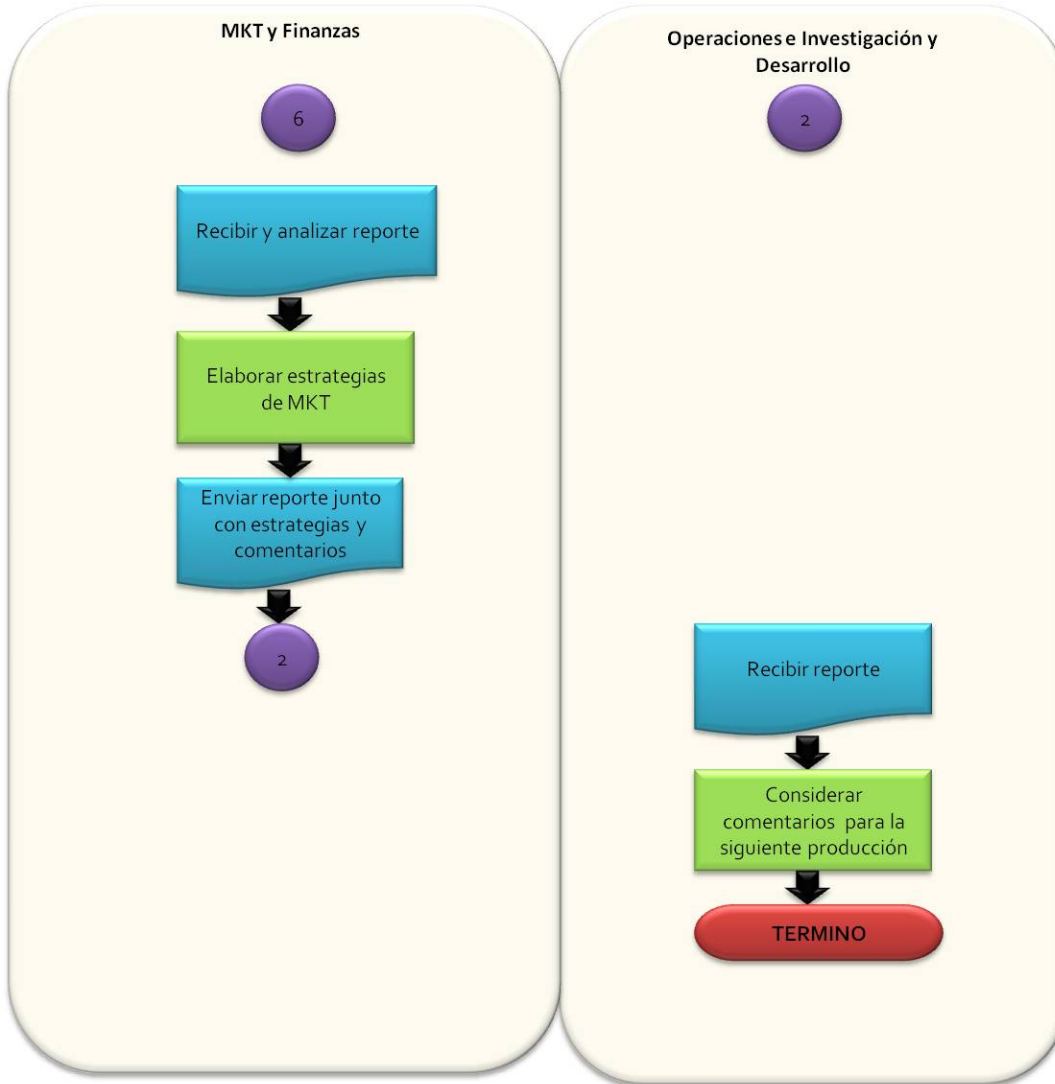 MKT y Finanzas
6
Recibir y analizar reporte
Elaborar estrategias
de MKT
Enviar reporte junto
con estrategias y
comentarios
2
Operaciones e Investigación y
Desarrollo
2
Recibir reporte
Considerar
comentarios para la
siguiente producción
TERMINO